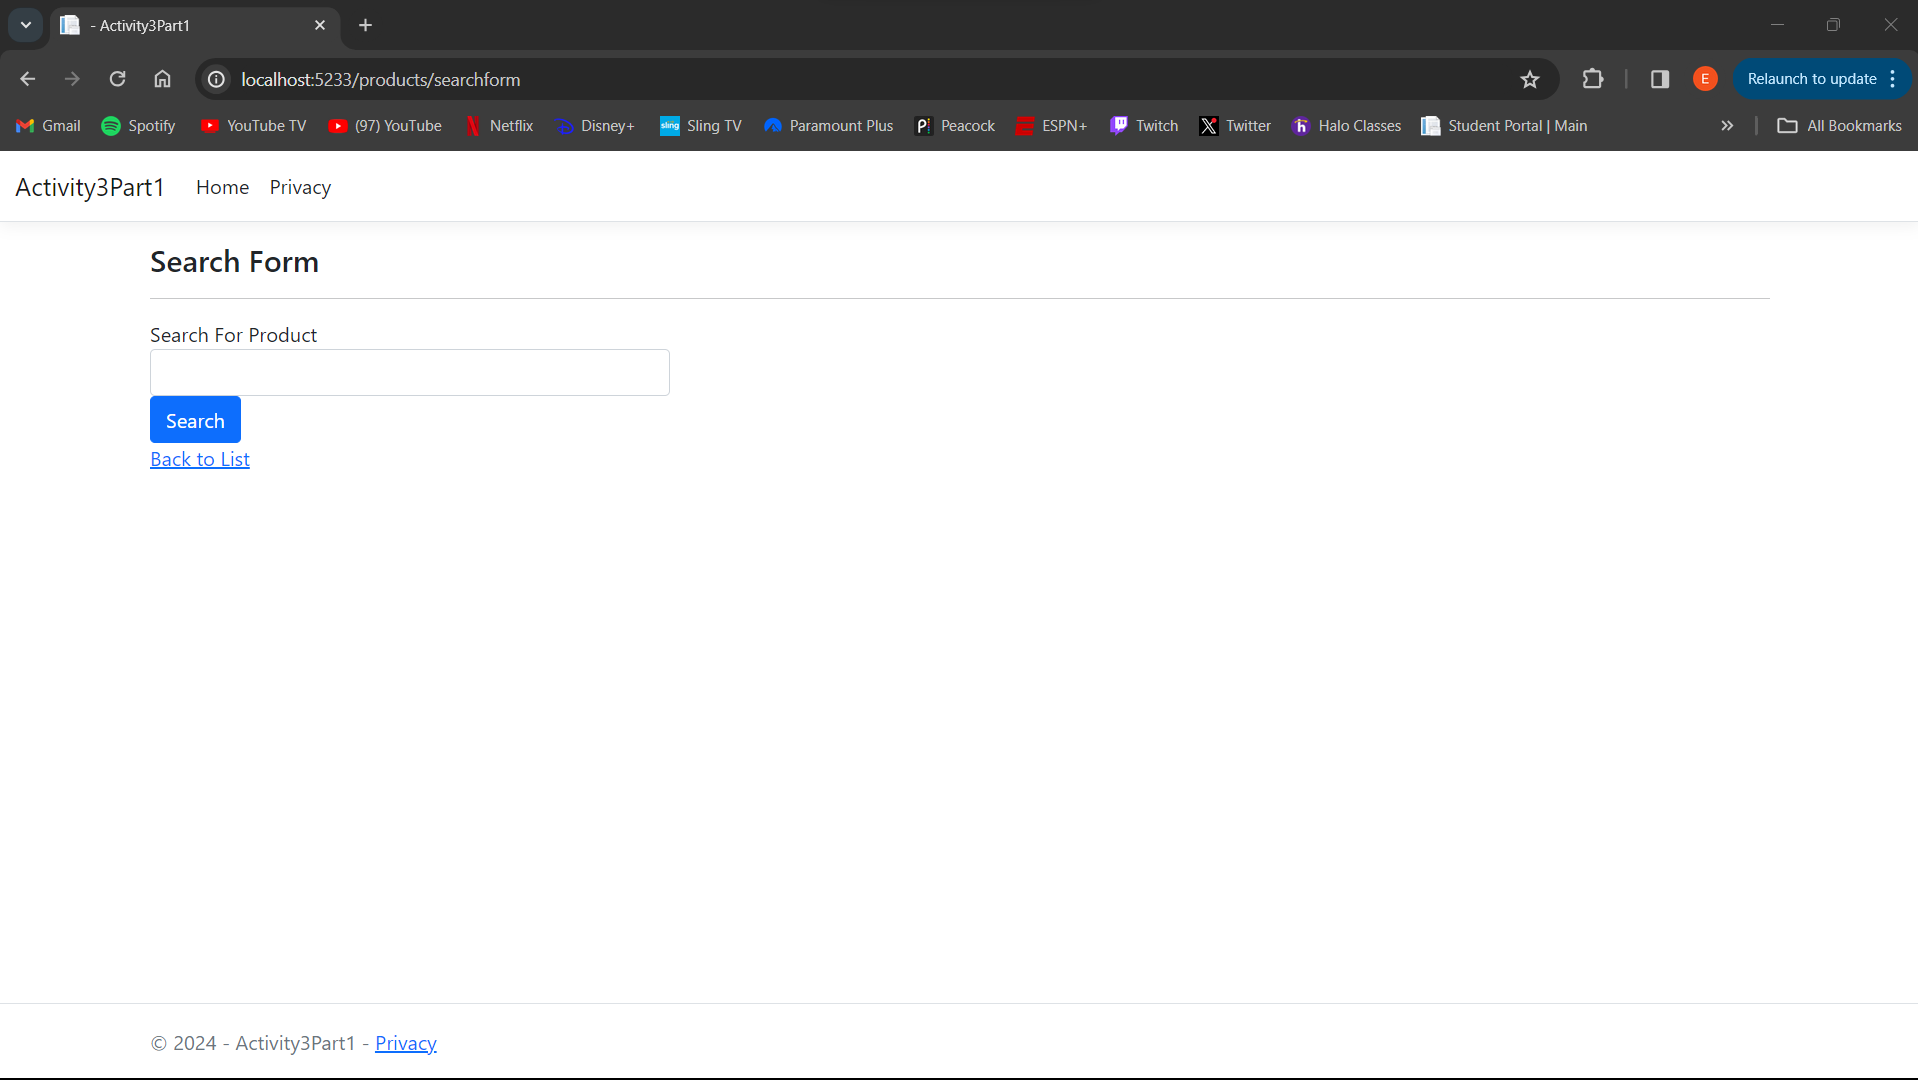 - Activity3Part1
localhost:5233/products/searchform
E
Relaunch to update
Gmail Spotify YouTube TV (97) YouTube Netflix Disney+ sling Sling TV Paramount Plus Peacock ESPN+ Twitch Twitter h Halo Classes Student Portal | Main All Bookmarks
Activity3Part1 Home Privacy
Search Form
Search For Product
Search
Back to List
© 2024 - Activity3Part1 - Privacy